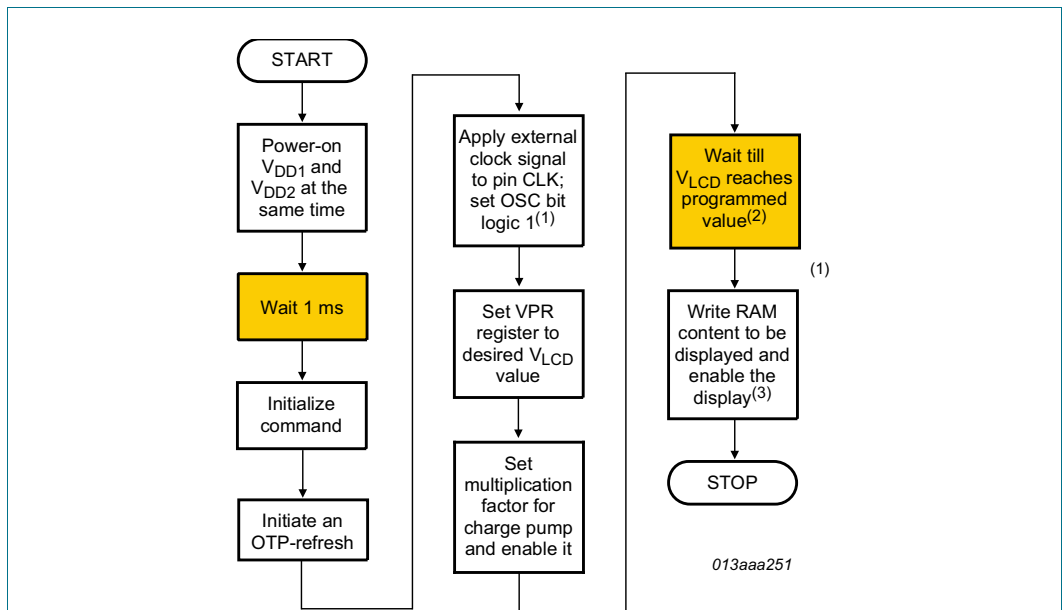 START
Power-on
VDD1 and
VDD2 at the
same time
Wait 1 ms
Initialize
command
Initiate an
OTP-refresh
Apply external
clock signal
to pin CLK;
set OSC bit
logic 1(1)
Set VPR
register to
desired VLCD
value
Set
multiplication
factor for
charge pump
and enable it
Wait till
VLCD reaches
programmed
value(2)
(1)
Write RAM
content to be
displayed and
enable the
display(3)
STOP
013aaa251